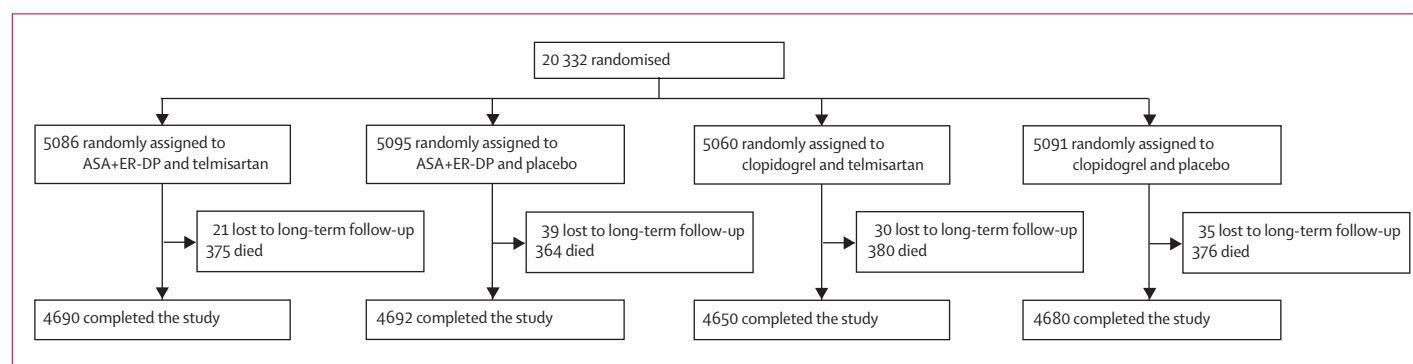 20 332 randomised
5086 randomly assigned to
ASA+ER-DP and telmisartan
5095 randomly assigned to
ASA+ER-DP and placebo
5060 randomly assigned to
clopidogrel and telmisartan
5091 randomly assigned to
clopidogrel and placebo
21 lost to long-term follow-up
375 died
39 lost to long-term follow-up
364 died
30 lost to long-term follow-up
380 died
35 lost to long-term follow-up
376 died
4690 completed the study
4692 completed the study
4650 completed the study
4680 completed the study